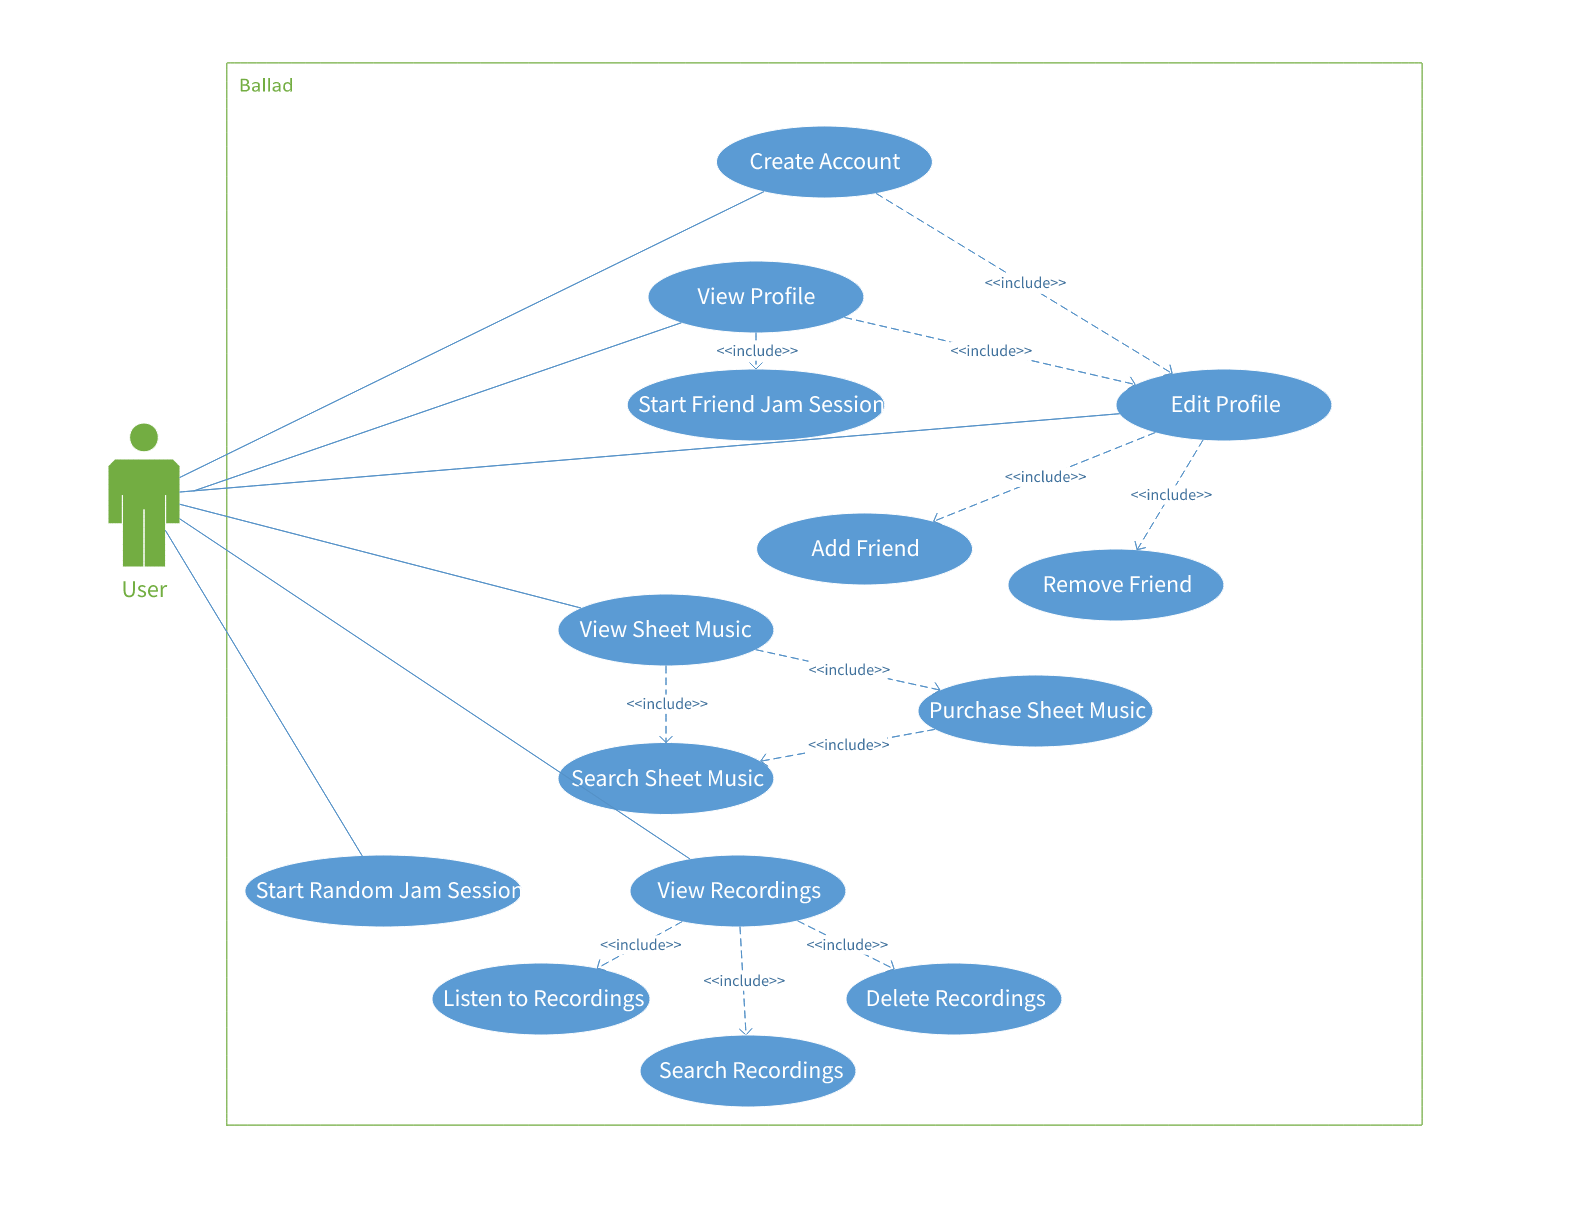 Ballad
Create Account
<<include>>
View Profile
<<include>>
<<include>>
Start Friend Jam Session
Edit Profile
<<include>>
<<include>>
Add Friend
Remove Friend
User
View Sheet Music
<<include>>
<<include>>
Purchase Sheet Music
<<include>>
Search Sheet Music
Start Random Jam Session
View Recordings
<<include>>
<<include>>
<<include>>
Listen to Recordings
Delete Recordings
Search Recordings